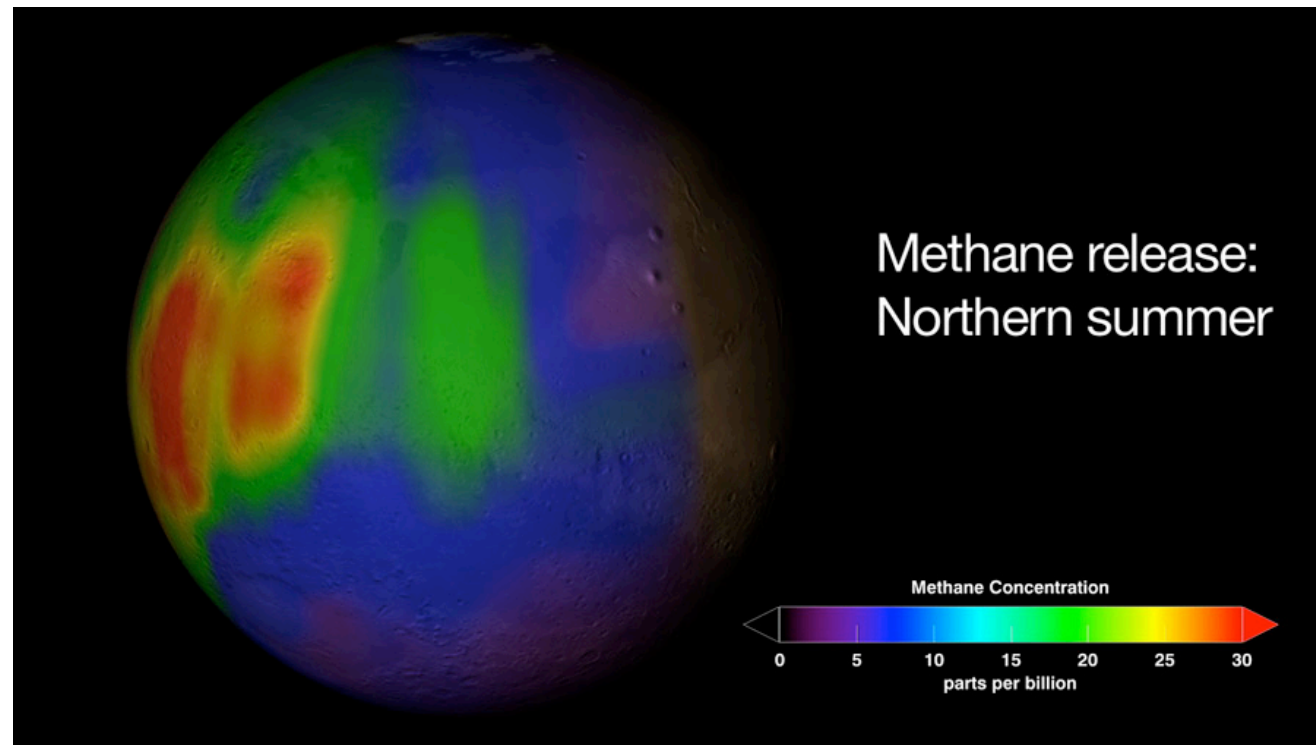 Methane release:
Northern summer
Methane Concentration
0 5 10 15 20 25 30
parts per billion